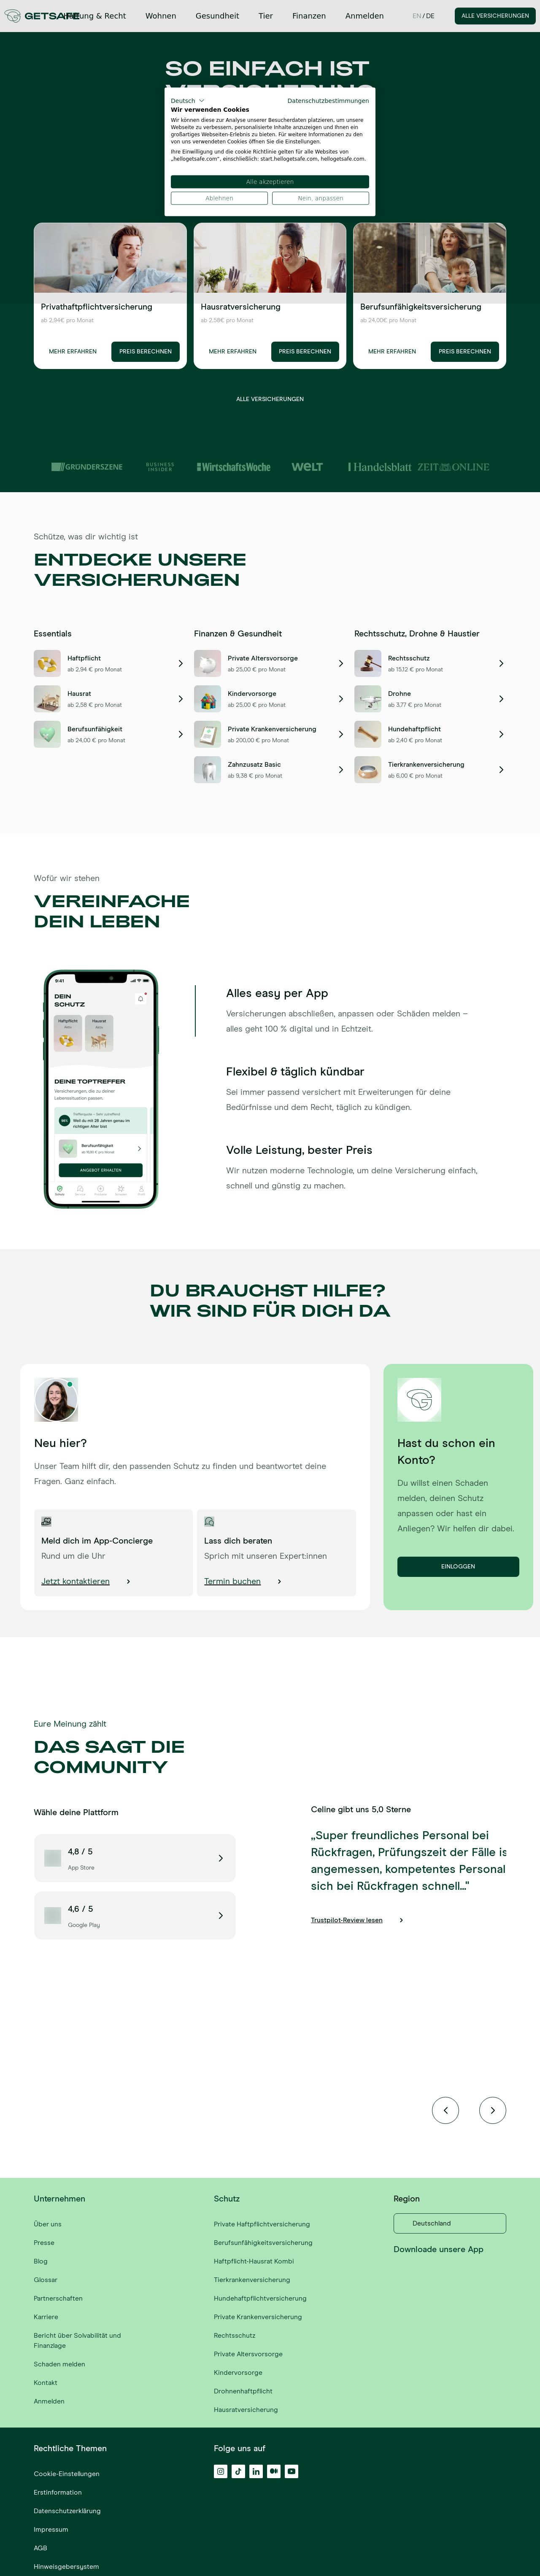 GETSAFE
Haftung & Recht
Wohnen
Gesundheit
Tier
Finanzen
Anmelden
EN / DE
ALLE VERSICHERUNGEN
SO EINFACH IST
Deutsch
Datenschutzbestimmungen
Wir verwenden Cookies
Wir können diese zur Analyse unserer Besucherdaten platzieren, um unsere
Webseite zu verbessern, personalisierte Inhalte anzuzeigen und Ihnen ein
großartiges Webseiten-Erlebnis zu bieten. Für weitere Informationen zu den
von uns verwendeten Cookies öffnen Sie die Einstellungen.
Ihre Einwilligung und die cookie Richtlinie gelten für alle Websites von
„hellogetsafe.com“, einschließlich: start.hellogetsafe.com, hellogetsafe.com.
Alle akzeptieren
Ablehnen
Nein, anpassen
Privathaftpflichtversicherung
ab 2,94€ pro Monat
MEHR ERFAHREN
PREIS BERECHNEN
Hausratversicherung
ab 2,58€ pro Monat
MEHR ERFAHREN
PREIS BERECHNEN
Berufsunfähigkeitsversicherung
ab 24,00€ pro Monat
MEHR ERFAHREN
PREIS BERECHNEN
ALLE VERSICHERUNGEN
GRÜNDERSZENE
BUSINESS
INSIDER
WirtschaftsWoche
WELT
Handelsblatt
ZEIT ONLINE
Schütze, was dir wichtig ist
ENTDECKE UNSERE
VERSICHERUNGEN
Essentials
Haftpflicht
ab 2,94 € pro Monat
Hausrat
ab 2,58 € pro Monat
Berufsunfähigkeit
ab 24,00 € pro Monat
Finanzen & Gesundheit
Private Altersvorsorge
ab 25,00 € pro Monat
Kindervorsorge
ab 25,00 € pro Monat
Private Krankenversicherung
ab 200,00 € pro Monat
Zahnzusatz Basic
ab 9,38 € pro Monat
Rechtsschutz, Drohne & Haustier
Rechtsschutz
ab 15,12 € pro Monat
Drohne
ab 3,77 € pro Monat
Hundehaftpflicht
ab 2,40 € pro Monat
Tierkrankenversicherung
ab 6,00 € pro Monat
Wofür wir stehen
VEREINFACHE
DEIN LEBEN
9:41
DEIN
SCHUTZ
Haftpflicht
Hausrat
DEINE TOPTREFFER
Versicherungen, die zu deiner
Lebenssituation passen
Weil du mit 28 Jahren genau im
richtigen Alter bist
Berufsunfähigkeit
ANGEBOT ERHALTEN
Alles easy per App
Versicherungen abschließen, anpassen oder Schäden melden –
alles geht 100 % digital und in Echtzeit.
Flexibel & täglich kündbar
Sei immer passend versichert mit Erweiterungen für deine
Bedürfnisse und dem Recht, täglich zu kündigen.
Volle Leistung, bester Preis
Wir nutzen moderne Technologie, um deine Versicherung einfach,
schnell und günstig zu machen.
DU BRAUCHST HILFE?
WIR SIND FÜR DICH DA
Neu hier?
Unser Team hilft dir, den passenden Schutz zu finden und beantwortet deine
Fragen. Ganz einfach.
Meld dich im App-Concierge
Rund um die Uhr
Jetzt kontaktieren
Lass dich beraten
Sprich mit unseren Expert:innen
Termin buchen
Hast du schon ein
Konto?
Du willst einen Schaden
melden, deinen Schutz
anpassen oder hast ein
Anliegen? Wir helfen dir dabei.
EINLOGGEN
Eure Meinung zählt
DAS SAGT DIE
COMMUNITY
Wähle deine Plattform
4,8 / 5
App Store
4,6 / 5
Google Play
Celine gibt uns 5,0 Sterne
„Super freundliches Personal bei
Rückfragen, Prüfungszeit der Fälle is
angemessen, kompetentes Personal
sich bei Rückfragen schnell..."
Trustpilot-Review lesen
Unternehmen
Über uns
Presse
Blog
Glossar
Partnerschaften
Karriere
Bericht über Solvabilität und
Finanzlage
Schaden melden
Kontakt
Anmelden
Schutz
Private Haftpflichtversicherung
Berufsunfähigkeitsversicherung
Haftpflicht-Hausrat Kombi
Tierkrankenversicherung
Hundehaftpflichtversicherung
Private Krankenversicherung
Rechtsschutz
Private Altersvorsorge
Kindervorsorge
Drohnenhaftpflicht
Hausratversicherung
Region
Deutschland
Downloade unsere App
Rechtliche Themen
Cookie-Einstellungen
Erstinformation
Datenschutzerklärung
Impressum
AGB
Hinweisgebersystem
Folge uns auf